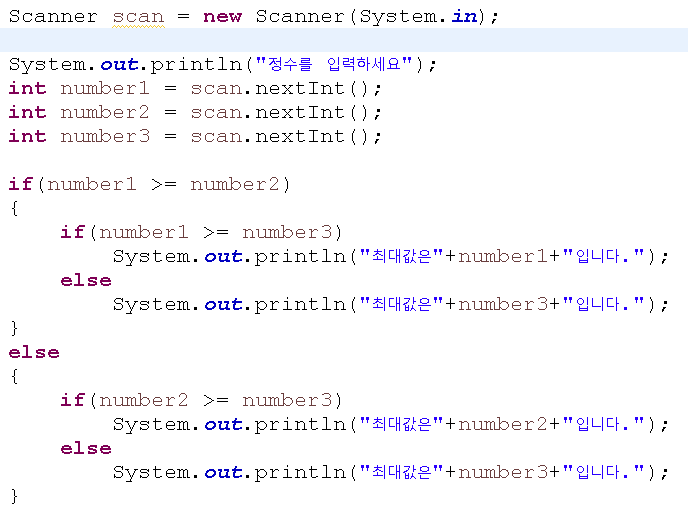 Scanner scan = new Scanner(System.in);
System.out.println("정수를 입력하세요");
int number1 = scan.nextInt();
int number2 = scan.nextInt();
int number3 = scan.nextInt();
if(number1 >= number2)
{
if(number1 >= number3)
System.out.println("최대값은"+number1+"입니다.");
else
System.out.println("최대값은"+number3+"입니다.");
}
else
{
if(number2 >= number3)
System.out.println("최대값은"+number2+"입니다.");
else
System.out.println("최대값은"+number3+"입니다.");
}